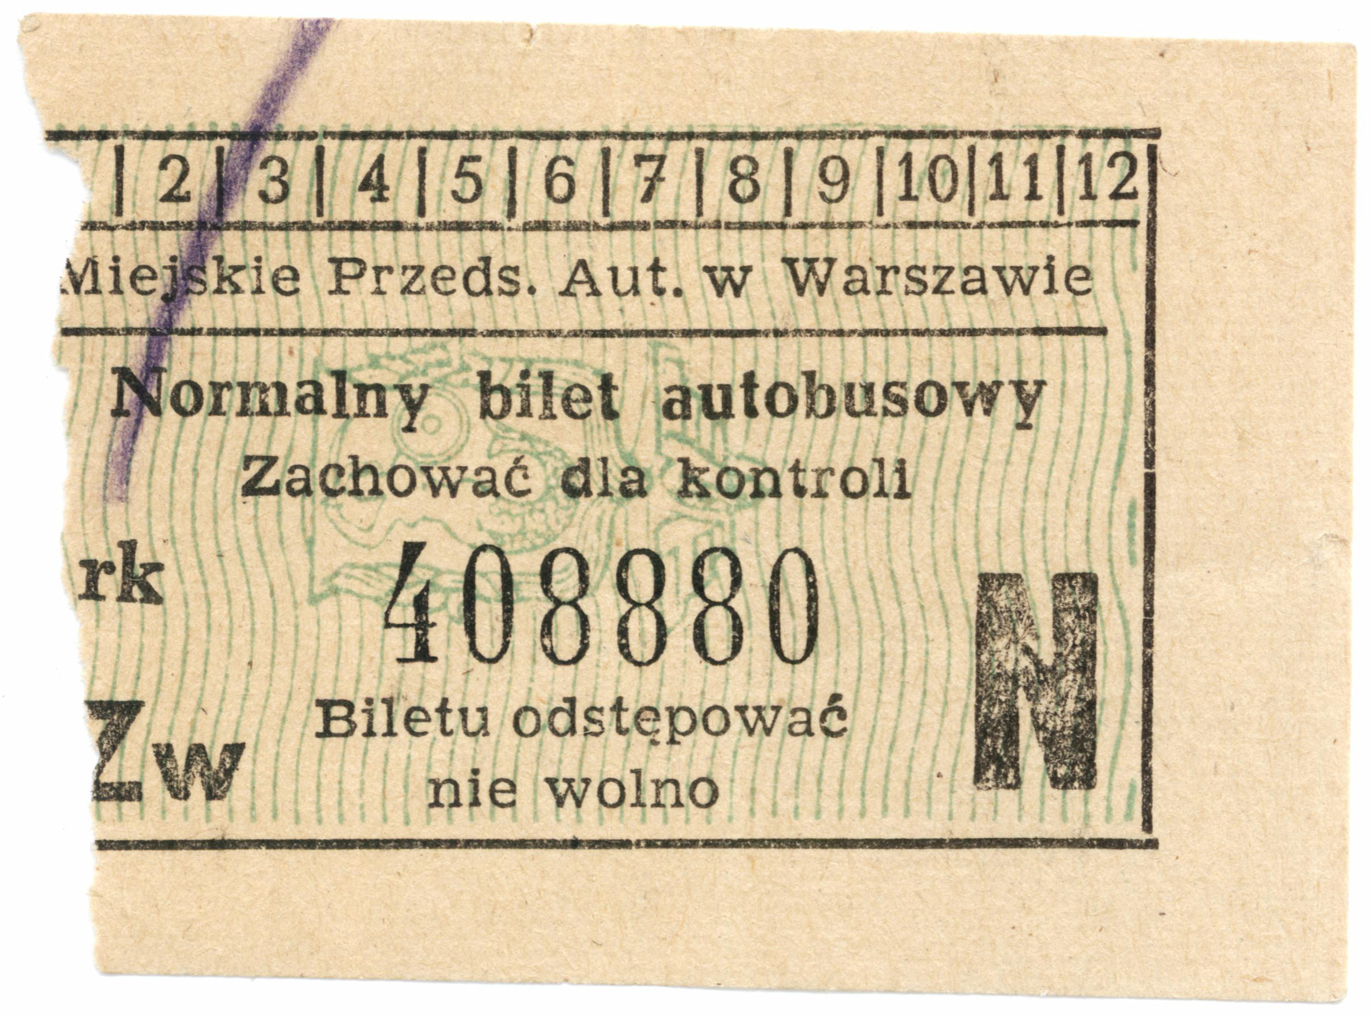 | 2 | 3 | 4 | 5 | 6 | 7 | 8 | 9 | 10 | 11 | 12
Miejskie Przeds. Aut. w Warszawie
Normalny bilet autobusowy
Zachować dla kontroli
rk 408880 N
Zw Biletu odstępować
nie wolno